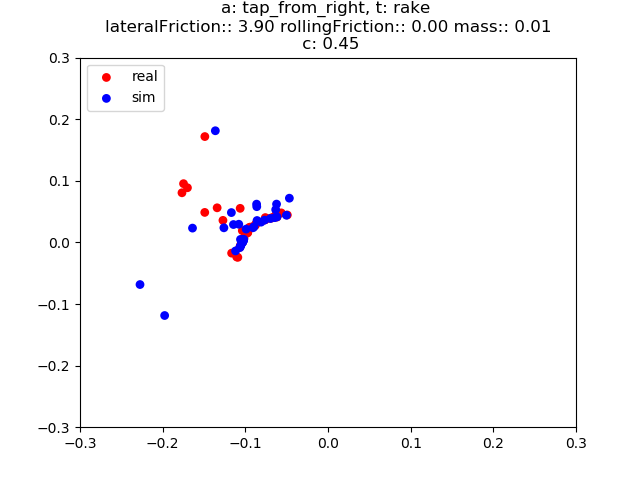 a: tap_from_right, t: rake
lateralFriction:: 3.90 rollingFriction:: 0.00 mass:: 0.01
c: 0.45
real
sim
0.3
0.2
0.1
0.0
−0.1
−0.2
−0.3
−0.3 −0.2 −0.1 0.0 0.1 0.2 0.3